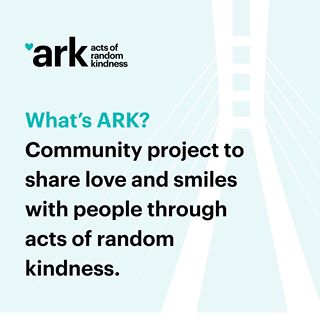 ark acts of
random
kindness
What's ARK?
Community project to
share love and smiles
with people through
acts of random
kindness.